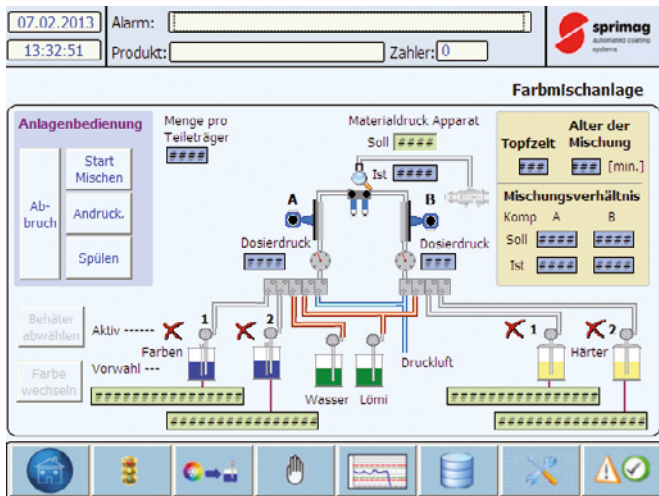 07.02.2013 Alarm:
sprimag
automated coating
systems
13:32:51 Produkt: Zahler: 0
Farbmischanlage
Anlagenbedienung
Ab-
bruch
Start
Mischen
Andruck.
Spülen
Menge pro
Teileträger
####
Materialdruck Apparat
Soll ####
Ist ####
Topfzeit
Alter der
Mischung
### ### [min.]
Mischungsverhältnis
Komp A B
Soll #### ####
Ist #### ####
A B
Dosierdruck
####
Dosierdruck
###
Behäter
abwählen
Farbe
wechseln
Aktiv ------ 1 2
Farben
Vorwahl ---
Wasser Lömi
Druckluft
1 2
Härter
################
################
################
################